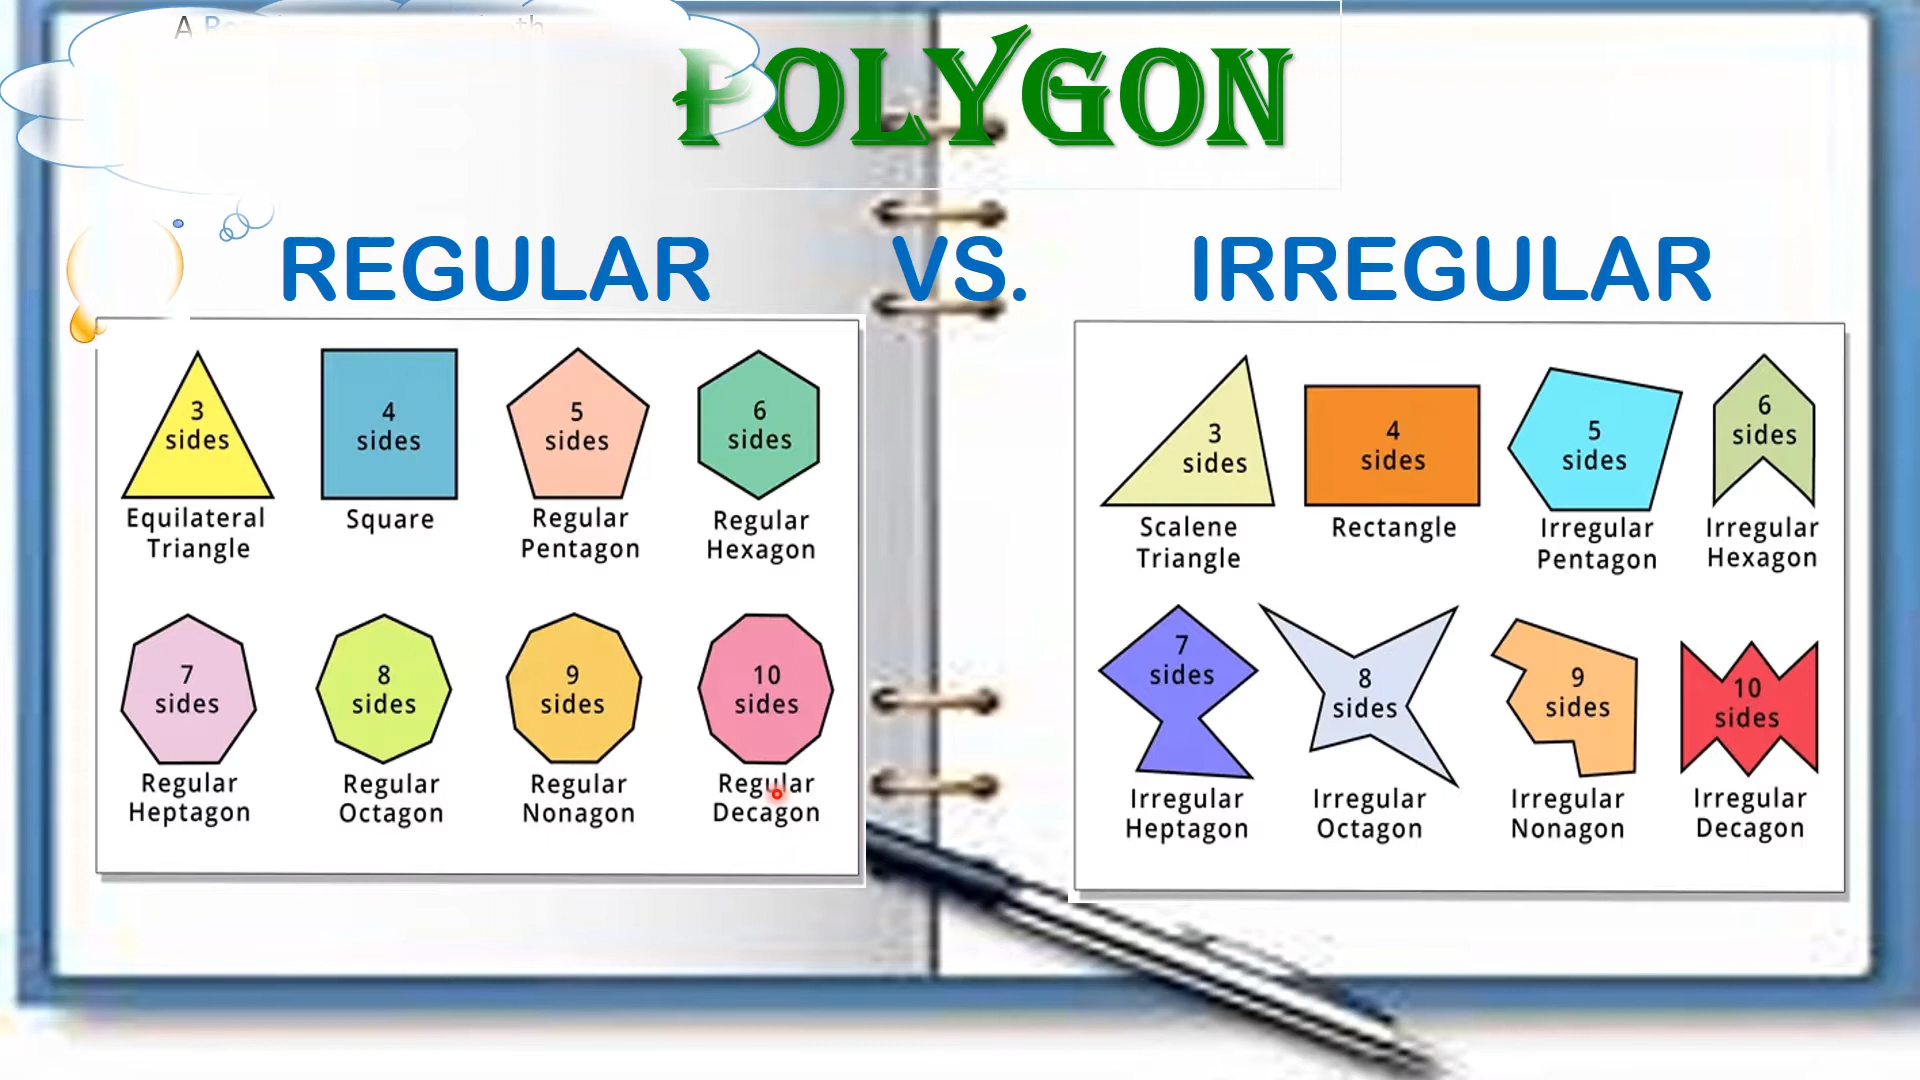 A
POLYGON
REGULAR VS. IRREGULAR
3
sides
Equilateral
Triangle
4
sides
Square
5
sides
Regular
Pentagon
6
sides
Regular
Hexagon
7
sides
Regular
Heptagon
8
sides
Regular
Octagon
9
sides
Regular
Nonagon
10
sides
Regular
Decagon
3
sides
Scalene
Triangle
4
sides
Rectangle
5
sides
Irregular
Pentagon
6
sides
Irregular
Hexagon
7
sides
Irregular
Heptagon
8
sides
Irregular
Octagon
9
sides
Irregular
Nonagon
10
sides
Irregular
Decagon